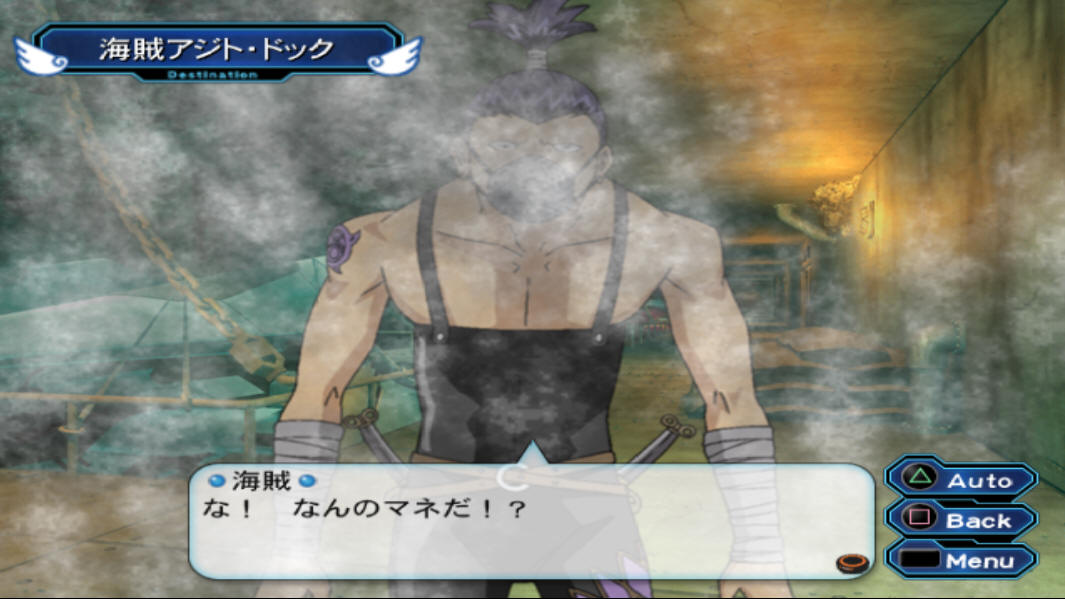 海賊アジト・ドック
Destination
海賊
な！　なんのマネだ！？
Auto
Back
Menu